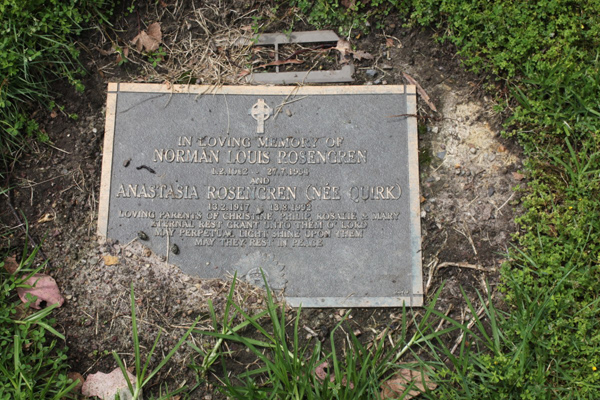 IN LOVING MEMORY OF
NORMAN LOUIS ROSENGREN
AND
ANASTASIA ROSENGREN (NÉE QUIRK)
LOVING PARENTS OF CHRISTINE, PHILIP, ROSALIE & MARY
ETERNAL REST GRANT UNTO THEM O' LORD
MAY PERPETUAL LIGHT SHINE UPON THEM
MAY THEY REST IN PEACE